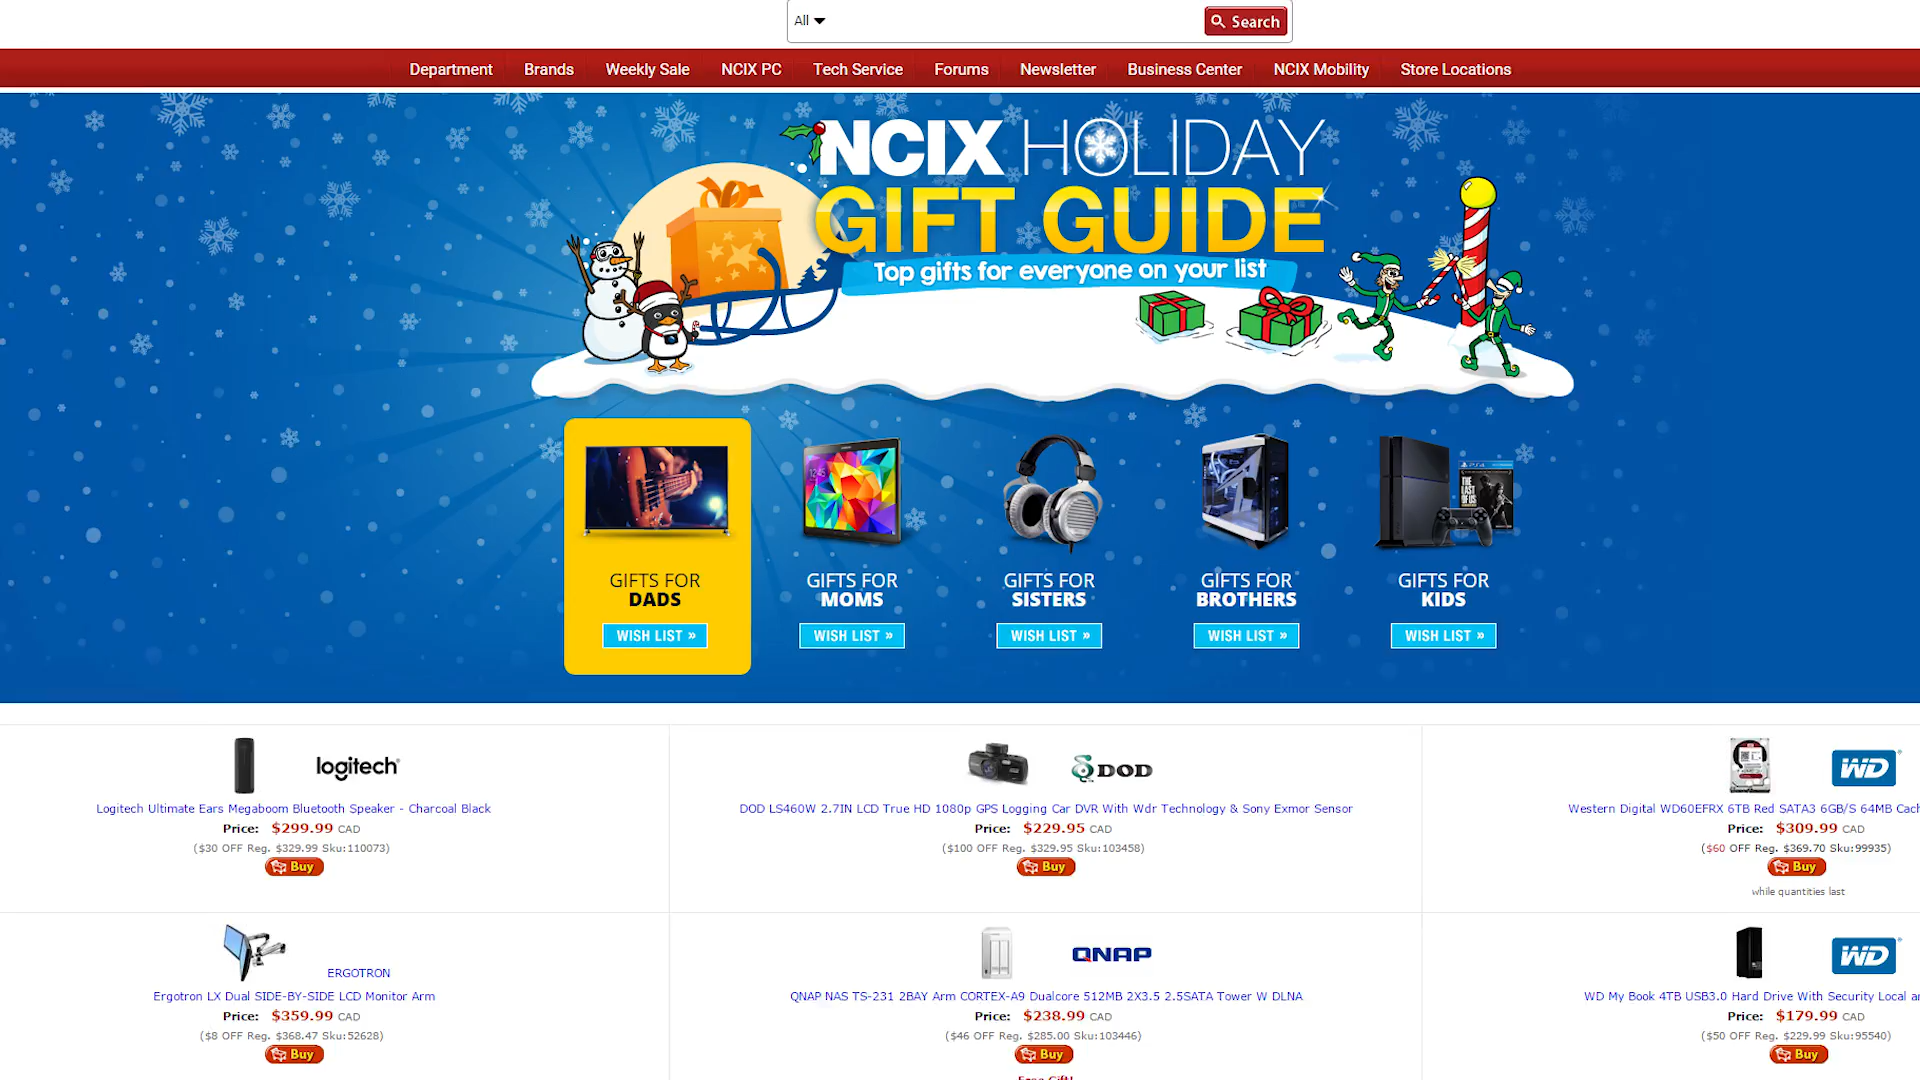 All
Search
Department Brands Weekly Sale NCIX PC Tech Service Forums Newsletter Business Center NCIX Mobility Store Locations
NCIX HOLIDAY
GIFT GUIDE
Top gifts for everyone on your list
GIFTS FOR
DADS
WISH LIST »
GIFTS FOR
MOMS
WISH LIST »
GIFTS FOR
SISTERS
WISH LIST »
GIFTS FOR
BROTHERS
WISH LIST »
PS4
THE
LAST
OF US
GIFTS FOR
KIDS
WISH LIST »
logitech
Logitech Ultimate Ears Megaboom Bluetooth Speaker - Charcoal Black
Price: $299.99 CAD
($30 OFF Reg. $329.99 Sku:110073)
Buy
DOD
DOD LS460W 2.7IN LCD True HD 1080p GPS Logging Car DVR With Wdr Technology & Sony Exmor Sensor
Price: $229.95 CAD
($100 OFF Reg. $329.95 Sku:103458)
Buy
WD
Western Digital WD60EFRX 6TB Red SATA3 6GB/S 64MB Cach
Price: $309.99 CAD
($60 OFF Reg. $369.70 Sku:99935)
Buy
while quantities last
ERGOTRON
Ergotron LX Dual SIDE-BY-SIDE LCD Monitor Arm
Price: $359.99 CAD
($8 OFF Reg. $368.47 Sku:52628)
Buy
QNAP
QNAP NAS TS-231 2BAY Arm CORTEX-A9 Dualcore 512MB 2X3.5 2.5SATA Tower W DLNA
Price: $238.99 CAD
($46 OFF Reg. $285.00 Sku:103446)
Buy
Free Gift!
WD
WD My Book 4TB USB3.0 Hard Drive With Security Local a
Price: $179.99 CAD
($50 OFF Reg. $229.99 Sku:95540)
Buy